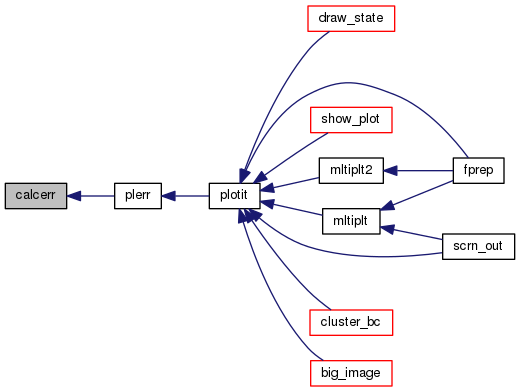 draw_state
show_plot
mltiplt2
fprep
calcerr
plerr
plotit
mltiplt
scrn_out
cluster_bc
big_image